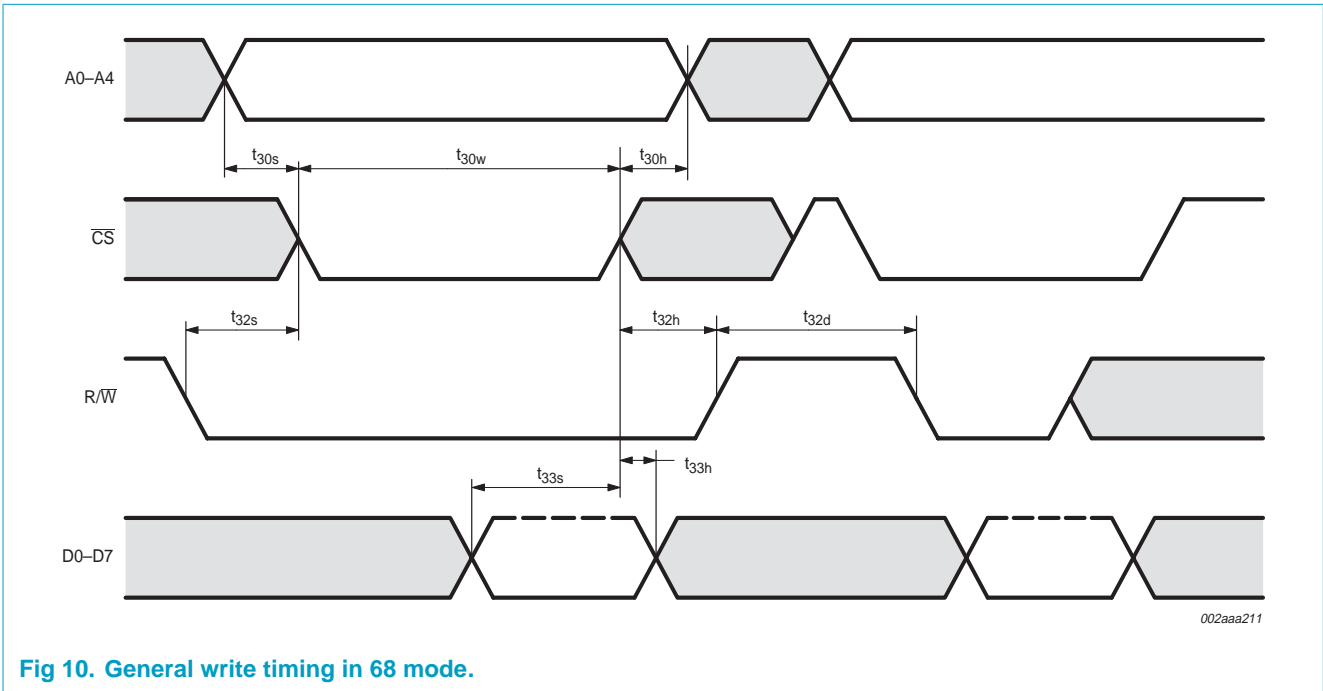 A0–A4
t30s
t30w
t30h
CS
t32s
t32h
t32d
R/W
t33h
t33s
D0–D7
002aaa211
Fig 10. General write timing in 68 mode.